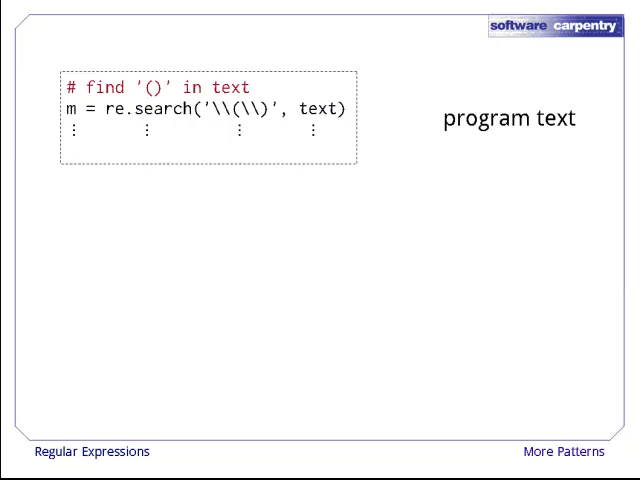 software carpentry
# find '()' in text
m = re.search('\\(\\)', text)
⋮ ⋮ ⋮ ⋮
program text
Regular Expressions
More Patterns